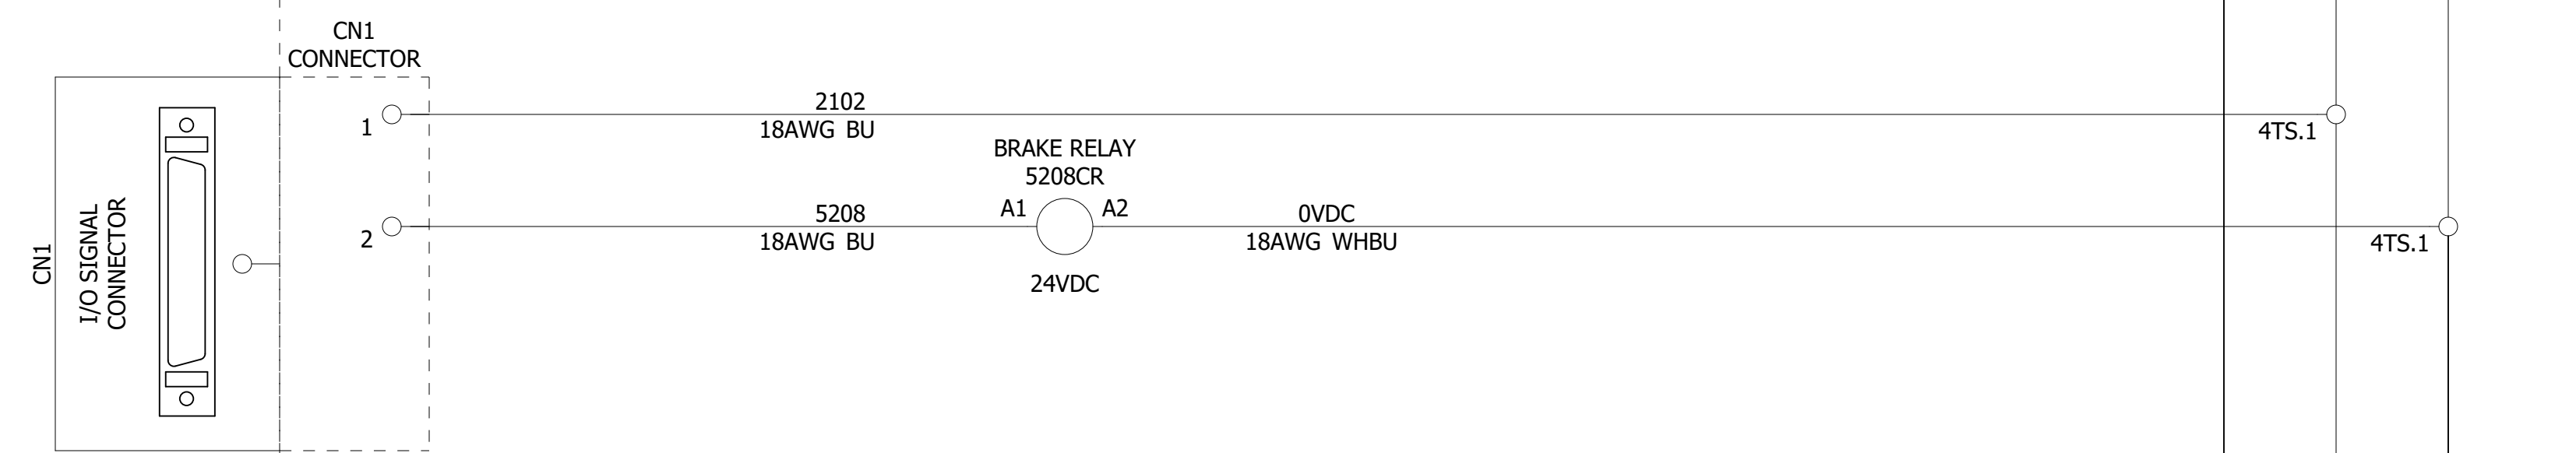 CN1
CONNECTOR
1
2102
18AWG BU
4TS.1
BRAKE RELAY
5208CR
2
5208
18AWG BU
A1
A2
0VDC
18AWG WHBU
4TS.1
24VDC
CN1
I/O SIGNAL
CONNECTOR